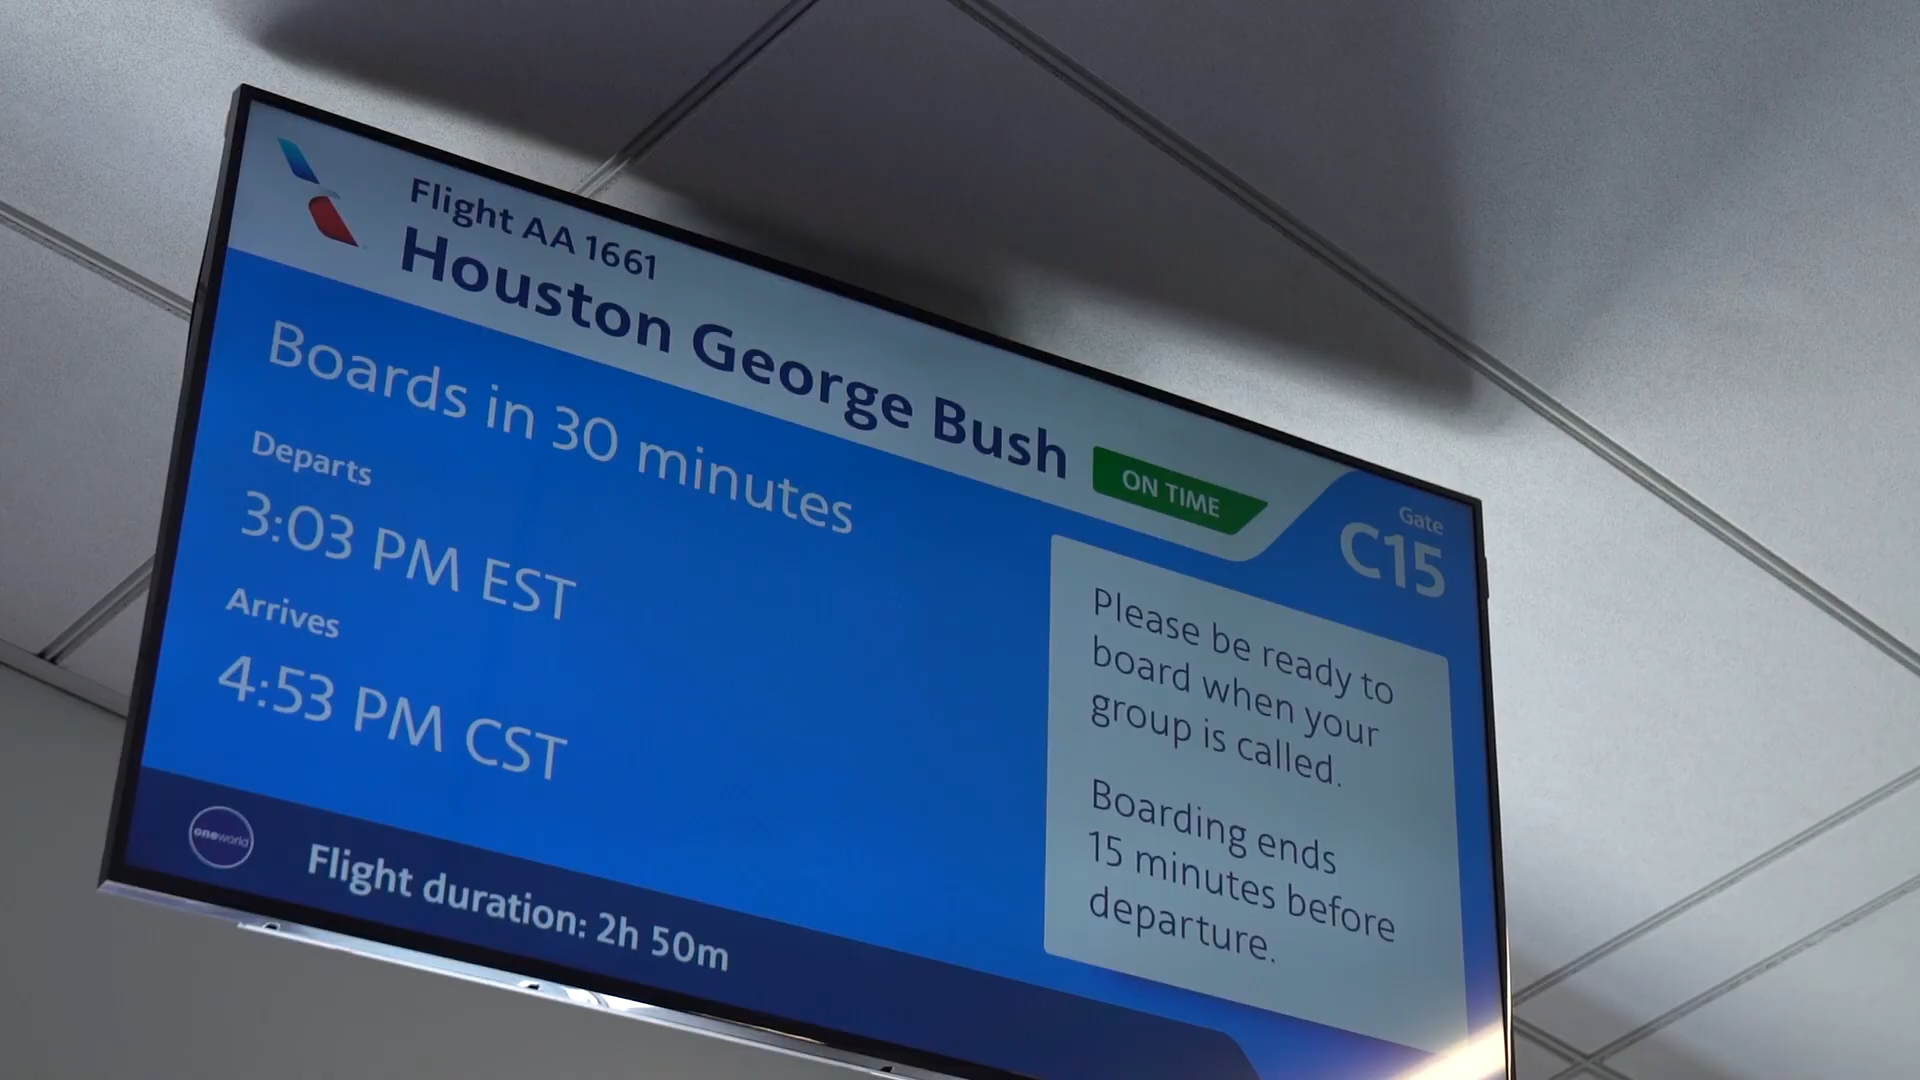 Flight AA 1661
Houston George Bush
ON TIME
Gate
C15
Boards in 30 minutes
Departs
3:03 PM EST
Arrives
4:53 PM CST
Please be ready to
board when your
group is called.
Boarding ends
15 minutes before
departure.
oneworld
Flight duration: 2h 50m